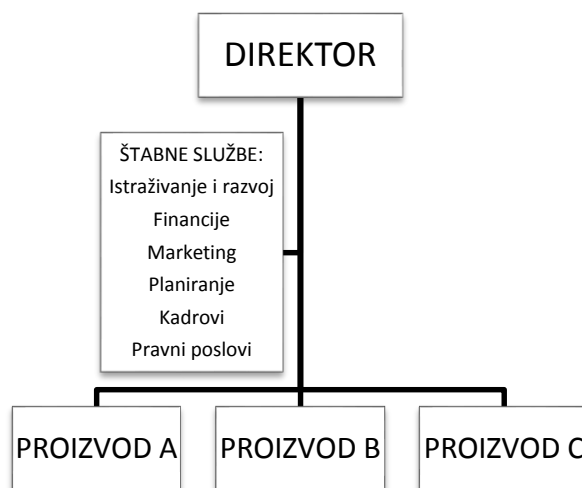 DIREKTOR
ŠTABNE SLUŽBE:
Istraživanje i razvoj
Financije
Marketing
Planiranje
Kadrovi
Pravni poslovi
PROIZVOD A
PROIZVOD B
PROIZVOD C